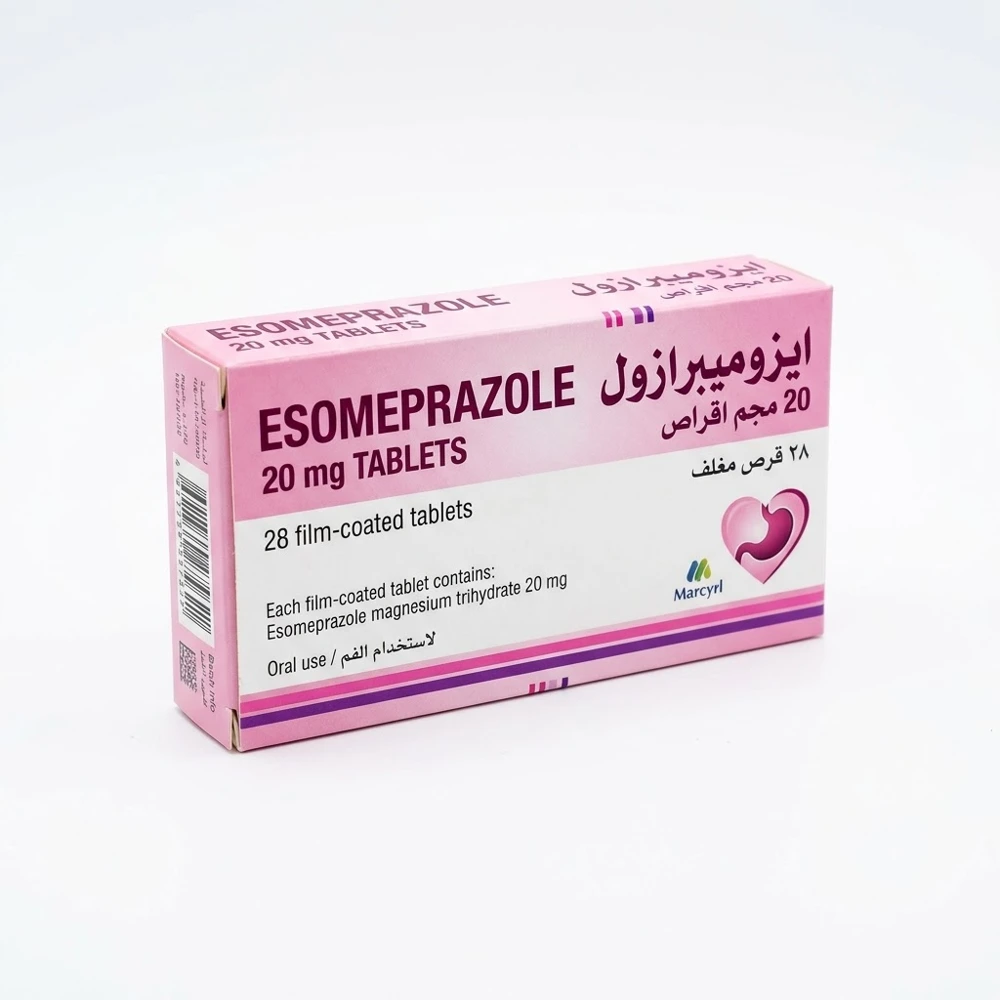 ESOMEPRAZOLE
20 mg TABLETS
ايزوميبرازول
20 مجم اقراص
ESOMEPRAZOLE
20 mg TABLETS
ايزوميبرازول
20 مجم اقراص
28 film-coated tablets
٢٨ قرص مغلف
Each film-coated tablet contains:
Esomeprazole magnesium trihydrate 20 mg
Oral use / لاستخدام الفم
Marcyrl